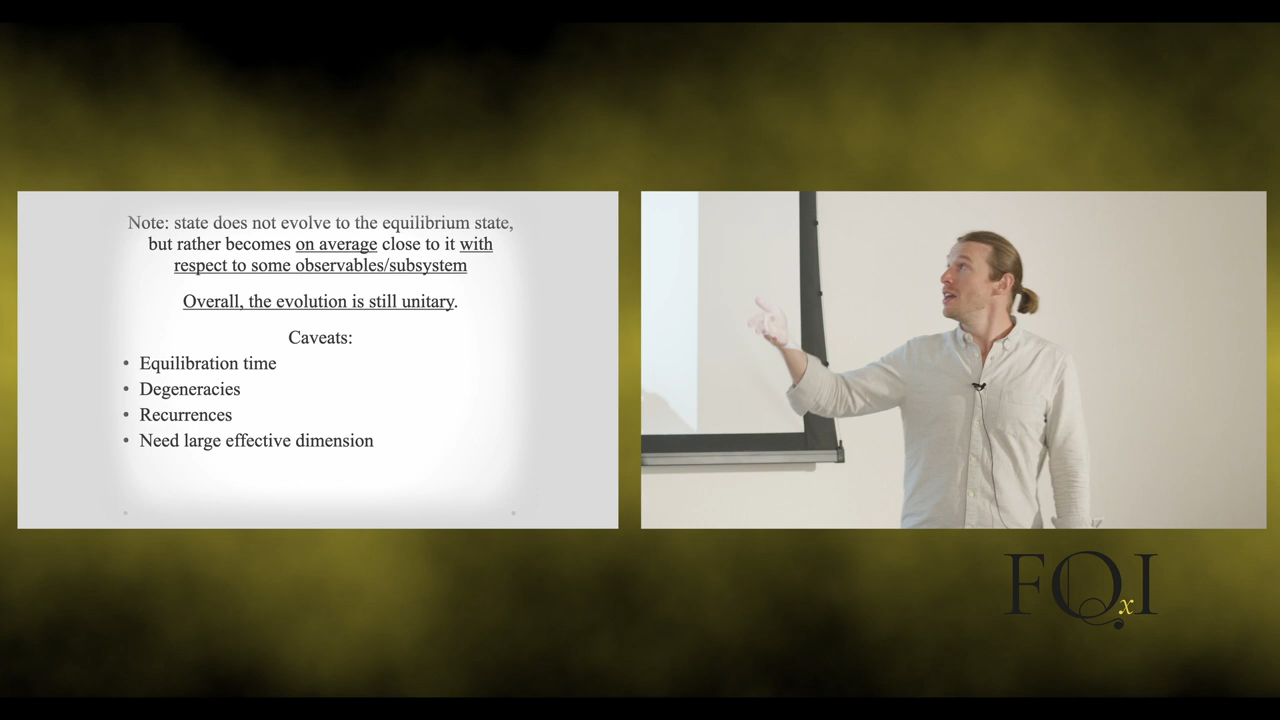 Note: state does not evolve to the equilibrium state,
but rather becomes on average close to it with
respect to some observables/subsystem
Overall, the evolution is still unitary.
Caveats:
• Equilibration time
• Degeneracies
• Recurrences
• Need large effective dimension
FQxI